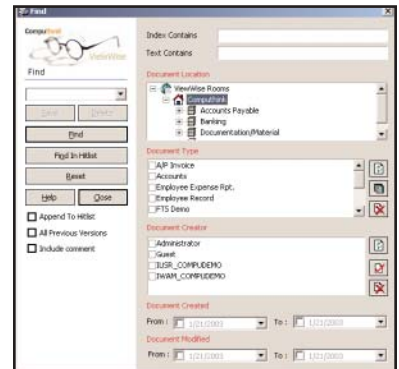 Find
Computhink
ViewWise
Find
Save
Delete
Find
Find In Hitlist
Reset
Help
Close
Append To Hitlist
All Previous Versions
Include comment
Index Contains
Text Contains
Document Location
ViewWise Rooms
Computhink
Accounts Payable
Banking
Documentation/Material
Document Type
A/P Invoice
Accounts
Employee Expense Rpt.
Employee Record
FTS Demo
Document Creator
Administrator
Guest
IUSR_COMPUDEMO
IWAM_COMPUDEMO
Document Created
From : 1/21/2003 To : 1/21/2003
Document Modified
From : 1/21/2003 To : 1/21/2003